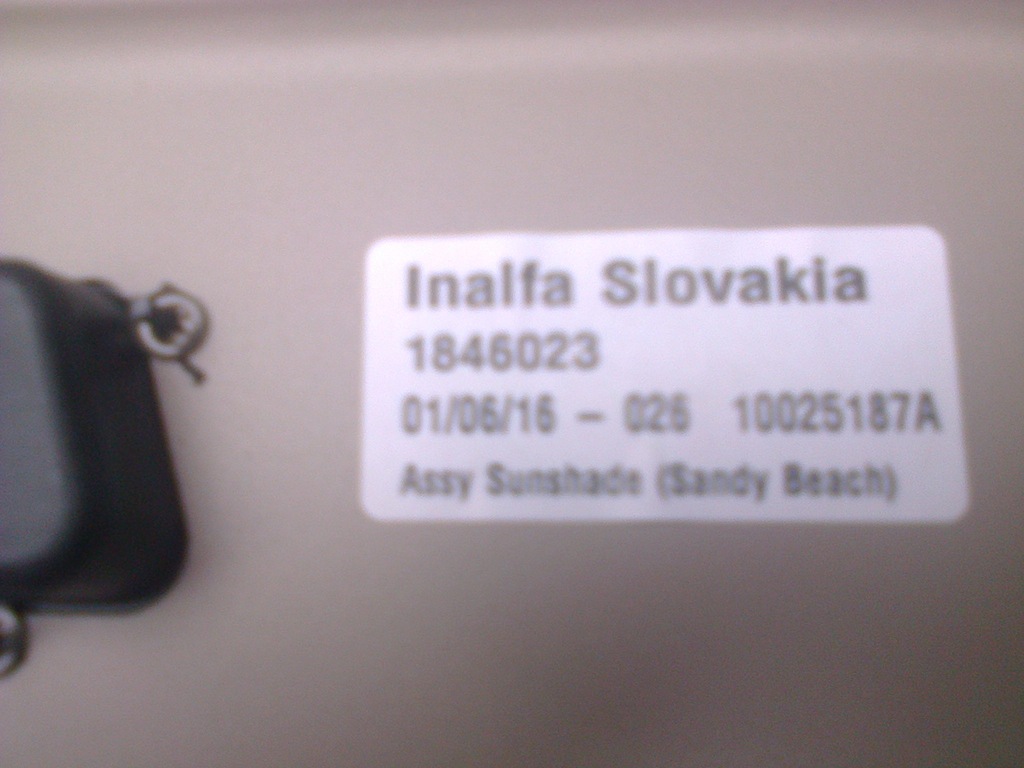 Inalfa Slovakia
1846023
01/06/16 – 026 10025187A
Assy Sunshade (Sandy Beach)